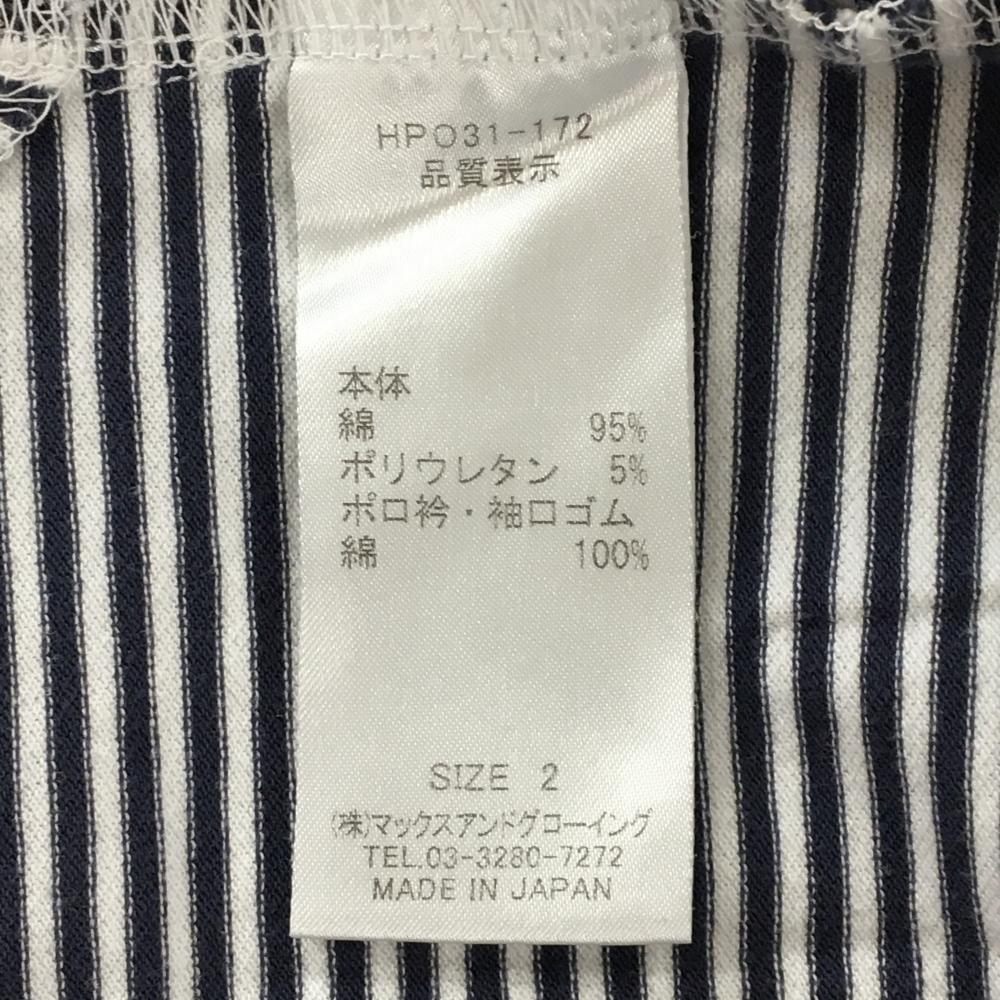 HPO31-172
品質表示
本体
綿 95%
ポリウレタン 5%
ポロ衿・袖口ゴム
綿 100%
SIZE 2
(株)マックスアンドグローイング
TEL.03-3280-7272
MADE IN JAPAN